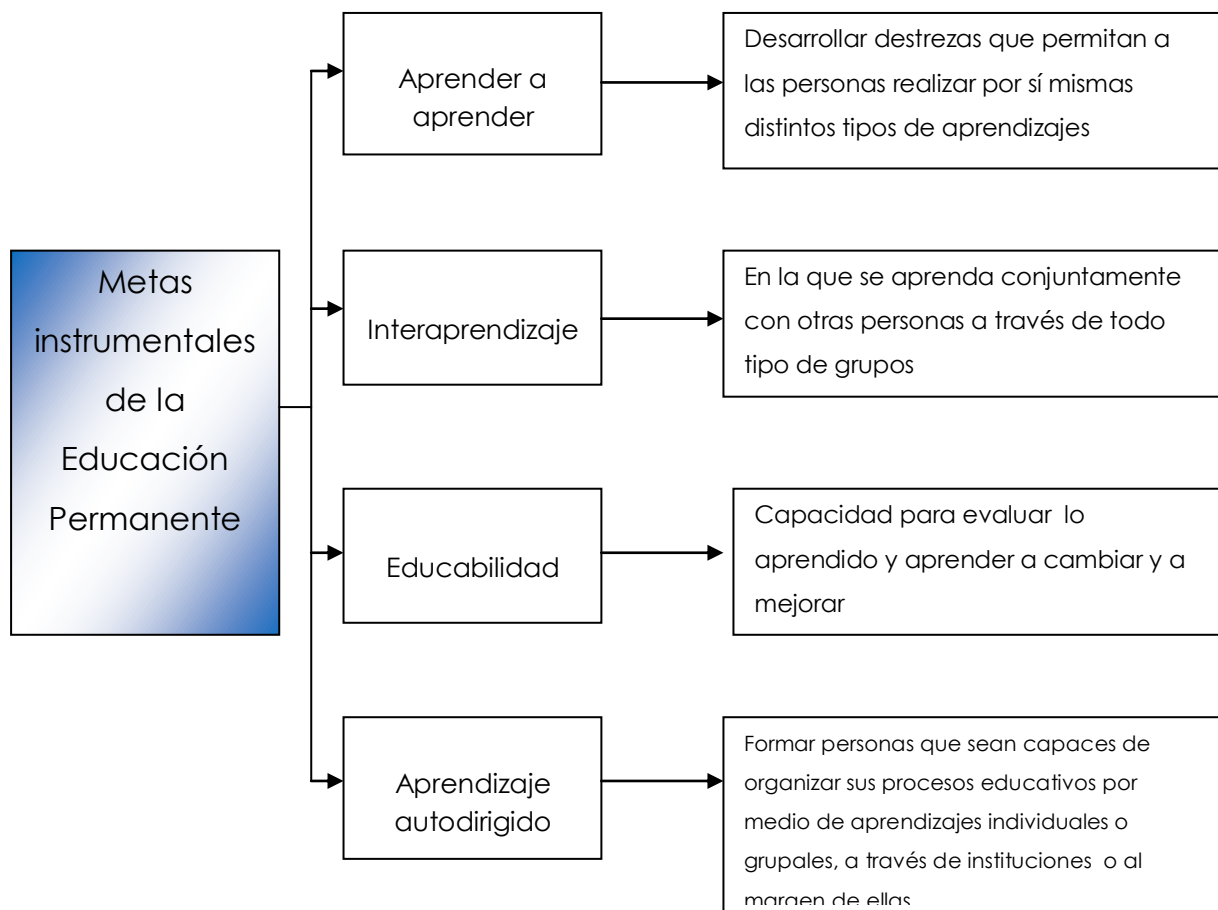 Metas
instrumentales
de la
Educación
Permanente
Aprender a
aprender
Desarrollar destrezas que permitan a
las personas realizar por sí mismas
distintos tipos de aprendizajes
Interaprendizaje
En la que se aprenda conjuntamente
con otras personas a través de todo
tipo de grupos
Educabilidad
Capacidad para evaluar lo
aprendido y aprender a cambiar y a
mejorar
Aprendizaje
autodirigido
Formar personas que sean capaces de
organizar sus procesos educativos por
medio de aprendizajes individuales o
grupales, a través de instituciones o al
margen de ellas